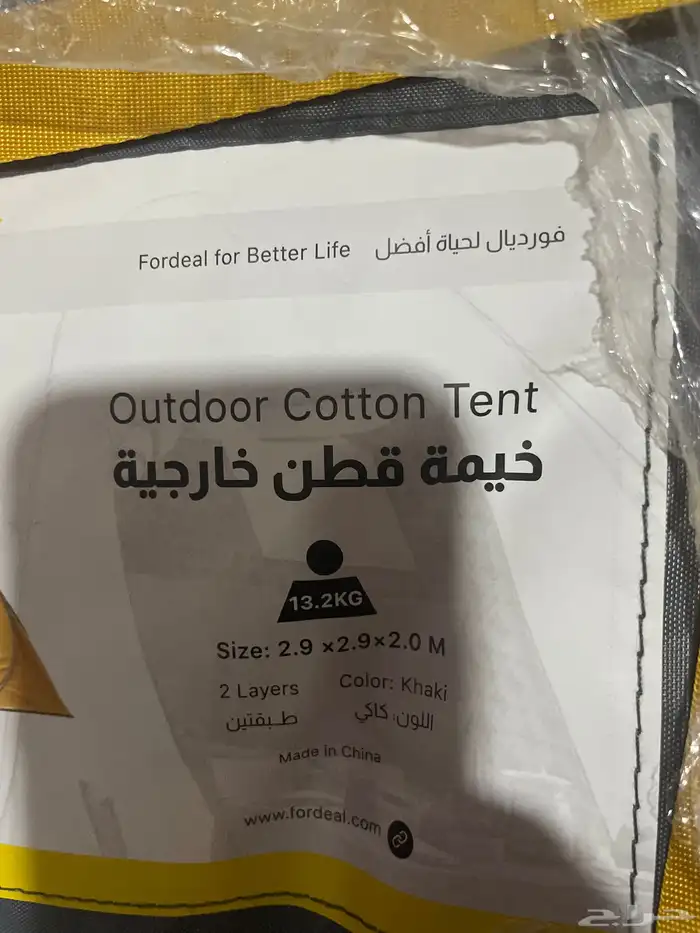 Fordeal for Better Life فورديال لحياة أفضل
Outdoor Cotton Tent
خيمة قطن خارجية
13.2KG
Size: 2.9 ×2.9×2.0 M
2 Layers Color: Khaki
طبقتين اللون: كاكي
Made in China
www.fordeal.com
حراج